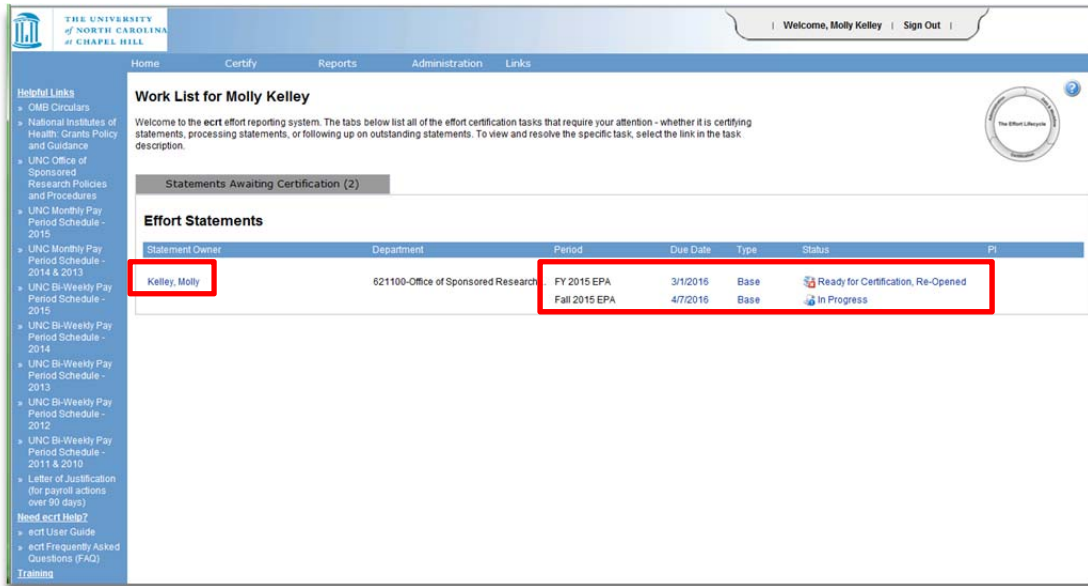 THE UNIVERSITY
of NORTH CAROLINA
at CHAPEL HILL
| Welcome, Molly Kelley | Sign Out |
Home Certify Reports Administration Links
Helpful Links
» OMB Circulars
» National Institutes of
Health: Grants Policy
and Guidance
» UNC Office of
Sponsored
Research Policies
and Procedures
» UNC Monthly Pay
Period Schedule -
2015
» UNC Monthly Pay
Period Schedule -
2014 & 2013
» UNC Bi-Weekly Pay
Period Schedule -
2015
» UNC Bi-Weekly Pay
Period Schedule -
2014
» UNC Bi-Weekly Pay
Period Schedule -
2013
» UNC Bi-Weekly Pay
Period Schedule -
2012
» UNC Bi-Weekly Pay
Period Schedule -
2011 & 2010
» Letter of Justification
(for payroll actions
over 90 days)
Need ecrt Help?
» ecrt User Guide
» ecrt Frequently Asked
Questions (FAQ)
Training
Work List for Molly Kelley
Welcome to the ecrt effort reporting system. The tabs below list all of the effort certification tasks that require your attention - whether it is certifying
statements, processing statements, or following up on outstanding statements. To view and resolve the specific task, select the link in the task
description.
The Effort Lifecycle
?
Statements Awaiting Certification (2)
Effort Statements
Statement Owner Department Period Due Date Type Status PI
Kelley, Molly 621100-Office of Sponsored Research... FY 2015 EPA 3/1/2016 Base Ready for Certification, Re-Opened
Fall 2015 EPA 4/7/2016 Base In Progress